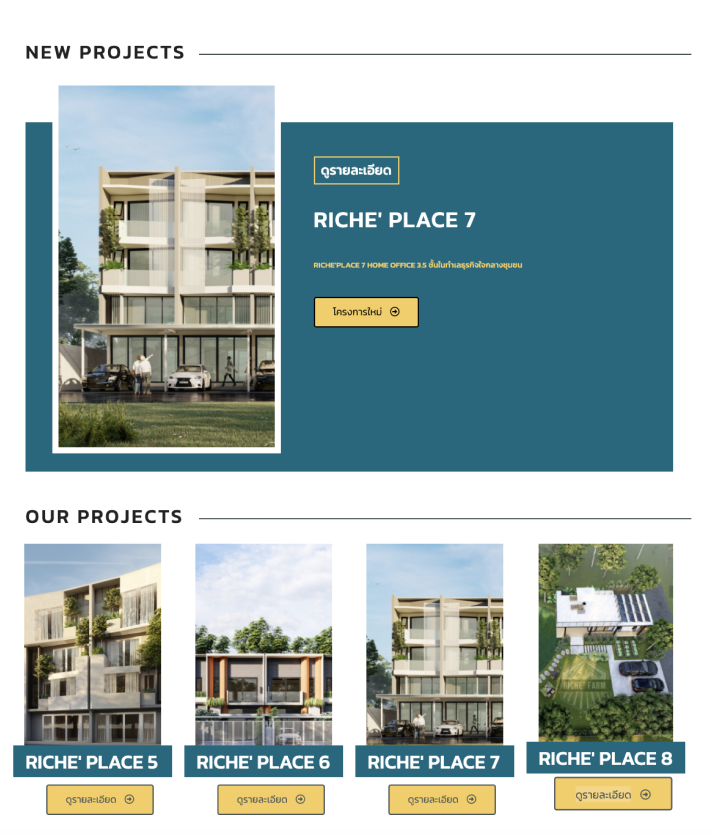 NEW PROJECTS
ดูรายละเอียด
RICHE' PLACE 7
RICHE'PLACE 7 HOME OFFICE 3.5 ชั้นในทำเลธุรกิจใจกลางชุมชน
โครงการใหม่
OUR PROJECTS
RICHE' FARM
RICHE' PLACE 5
RICHE' PLACE 6
RICHE' PLACE 7
RICHE' PLACE 8
ดูรายละเอียด
ดูรายละเอียด
ดูรายละเอียด
ดูรายละเอียด